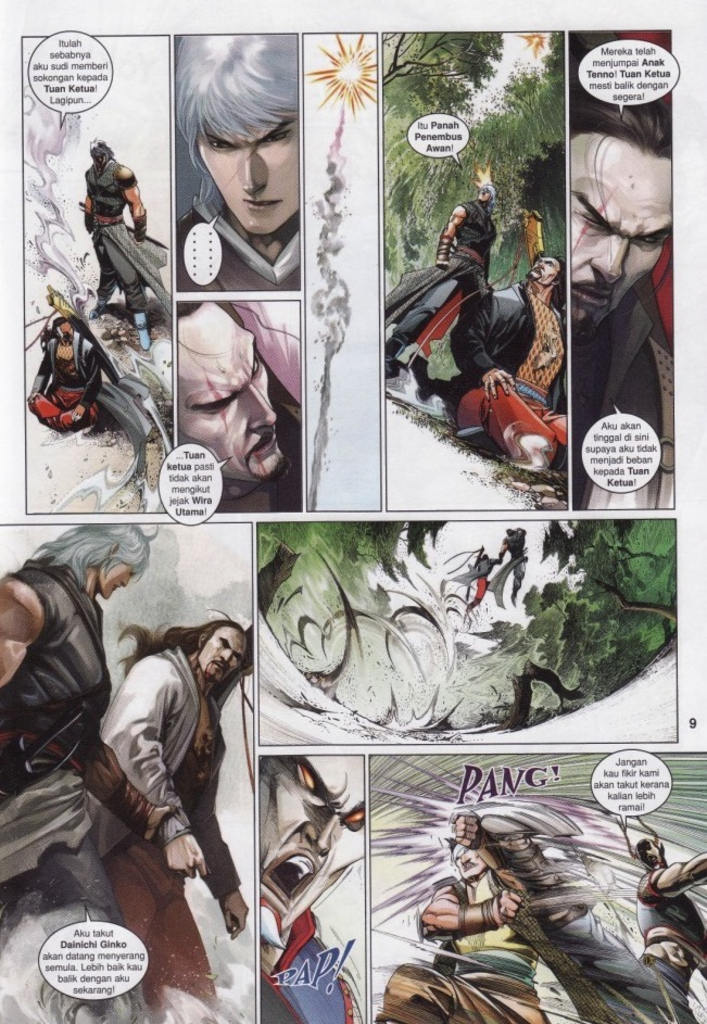 Itulah
sebabnya
aku sudi memberi
sokongan kepada
Tuan Ketua!
Lagipun...
. . . . . . . . . .
...Tuan
ketua pasti
tidak akan
mengikut
jejak Wira
Utama!
Itu Panah
Penembus
Awan!
Mereka telah
menjumpai Anak
Tenno! Tuan Ketua
mesti balik dengan
segera!
Aku akan
tinggal di sini
supaya aku tidak
menjadi beban
kepada Tuan
Ketua!
Aku takut
Dainichi Ginko
akan datang menyerang
semula. Lebih baik kau
balik dengan aku
sekarang!
9
PAP!
PANG!
Jangan
kau fikir kami
akan takut kerana
kalian lebih
ramai!